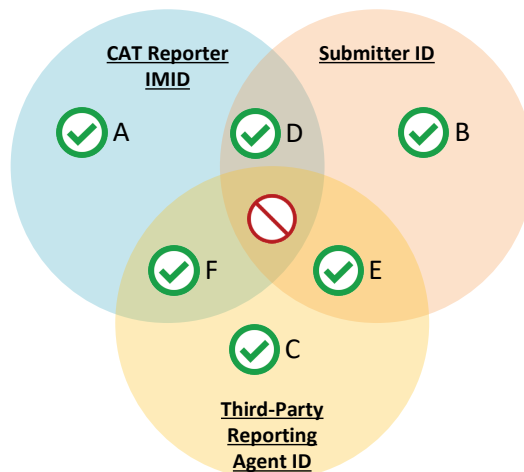 CAT Reporter
IMID
Submitter ID
A
D
B
F
E
C
Third-Party
Reporting
Agent ID